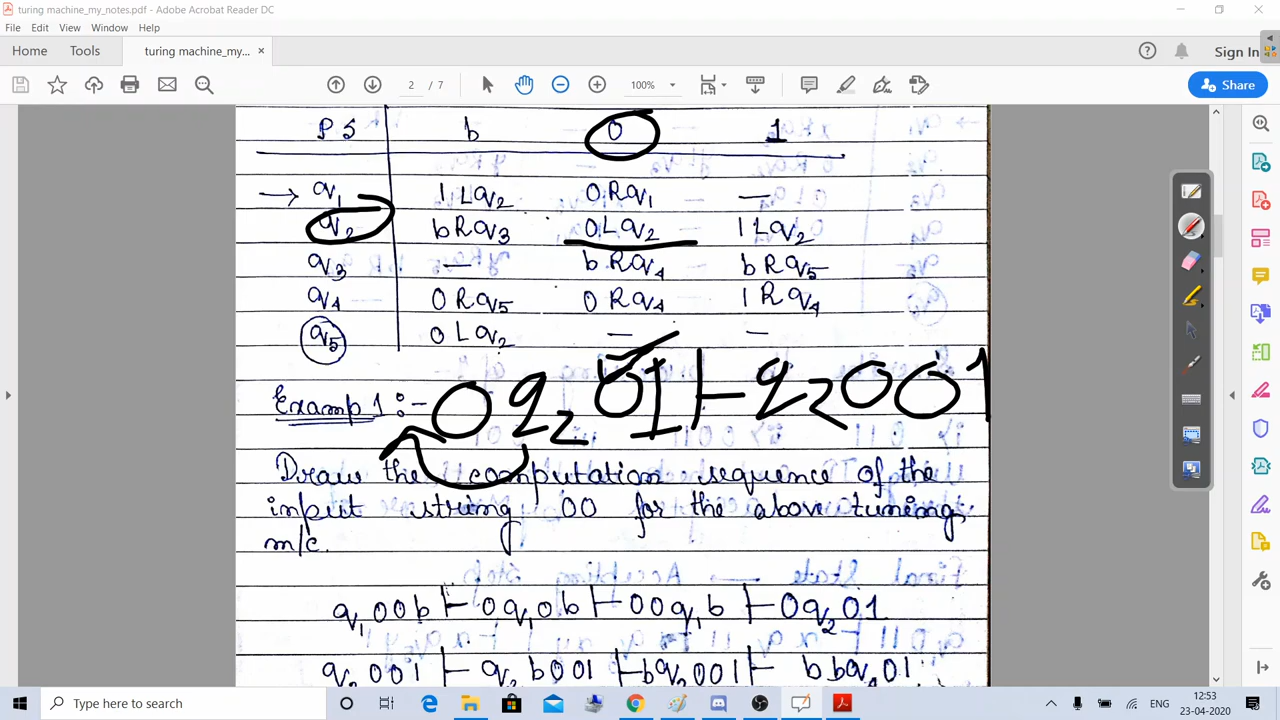 turing machine_my_notes.pdf - Adobe Acrobat Reader DC
File Edit View Window Help
Home Tools turing machine_my... × Sign In
2 / 7 100% Share
PS b 0 1
→ q1 1Lq2 0Rq1 —
q2 bRq3 0Lq2 1Lq2
q3 — bRq4 bRq5
q4 0Rq5 0Rq4 1Rq4
q5 0Lq2 — —
Examp 1 :- 0q201 ⊢ q2001
Draw the computation sequence of the
input string 00 for the above tuning
m/c.
q100b ⊢ 0q10b ⊢ 00q1b ⊢ 0q201
q2001 ⊢ q2b001 ⊢ bq3001 ⊢ bbq401
Type here to search
ENG 12:53
23-04-2020